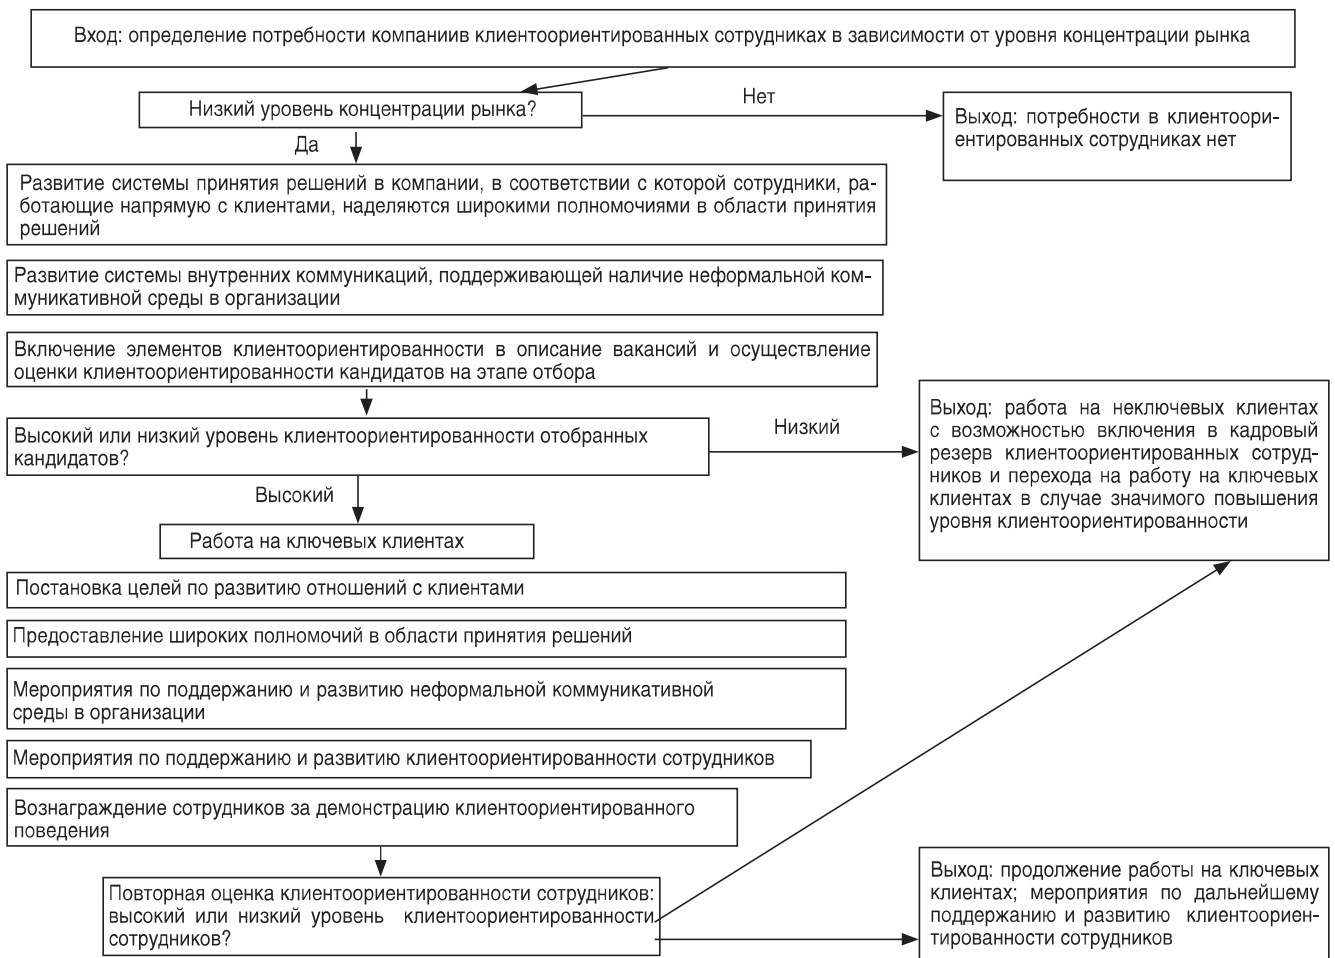 Вход: определение потребности компаниив клиентоориентированных сотрудниках в зависимости от уровня концентрации рынка
Низкий уровень концентрации рынка?
Нет
Выход: потребности в клиентоори-
ентированных сотрудниках нет
Да
Развитие системы принятия решений в компании, в соответствии с которой сотрудники, ра-
ботающие напрямую с клиентами, наделяются широкими полномочиями в области принятия
решений
Развитие системы внутренних коммуникаций, поддерживающей наличие неформальной ком-
муникативной среды в организации
Включение элементов клиентоориентированности в описание вакансий и осуществление
оценки клиентоориентированности кандидатов на этапе отбора
Высокий или низкий уровень клиентоориентированности отобранных
кандидатов?
Низкий
Выход: работа на неключевых клиентах
с возможностью включения в кадровый
резерв клиентоориентированных сотруд-
ников и перехода на работу на ключевых
клиентах в случае значимого повышения
уровня клиентоориентированности
Высокий
Работа на ключевых клиентах
Постановка целей по развитию отношений с клиентами
Предоставление широких полномочий в области принятия решений
Мероприятия по поддержанию и развитию неформальной коммуникативной
среды в организации
Мероприятия по поддержанию и развитию клиентоориентированности сотрудников
Вознаграждение сотрудников за демонстрацию клиентоориентированного
поведения
Повторная оценка клиентоориентированности сотрудников:
высокий или низкий уровень клиентоориентированности
сотрудников?
Выход: продолжение работы на ключевых
клиентах; мероприятия по дальнейшему
поддержанию и развитию клиентоориен-
тированности сотрудников